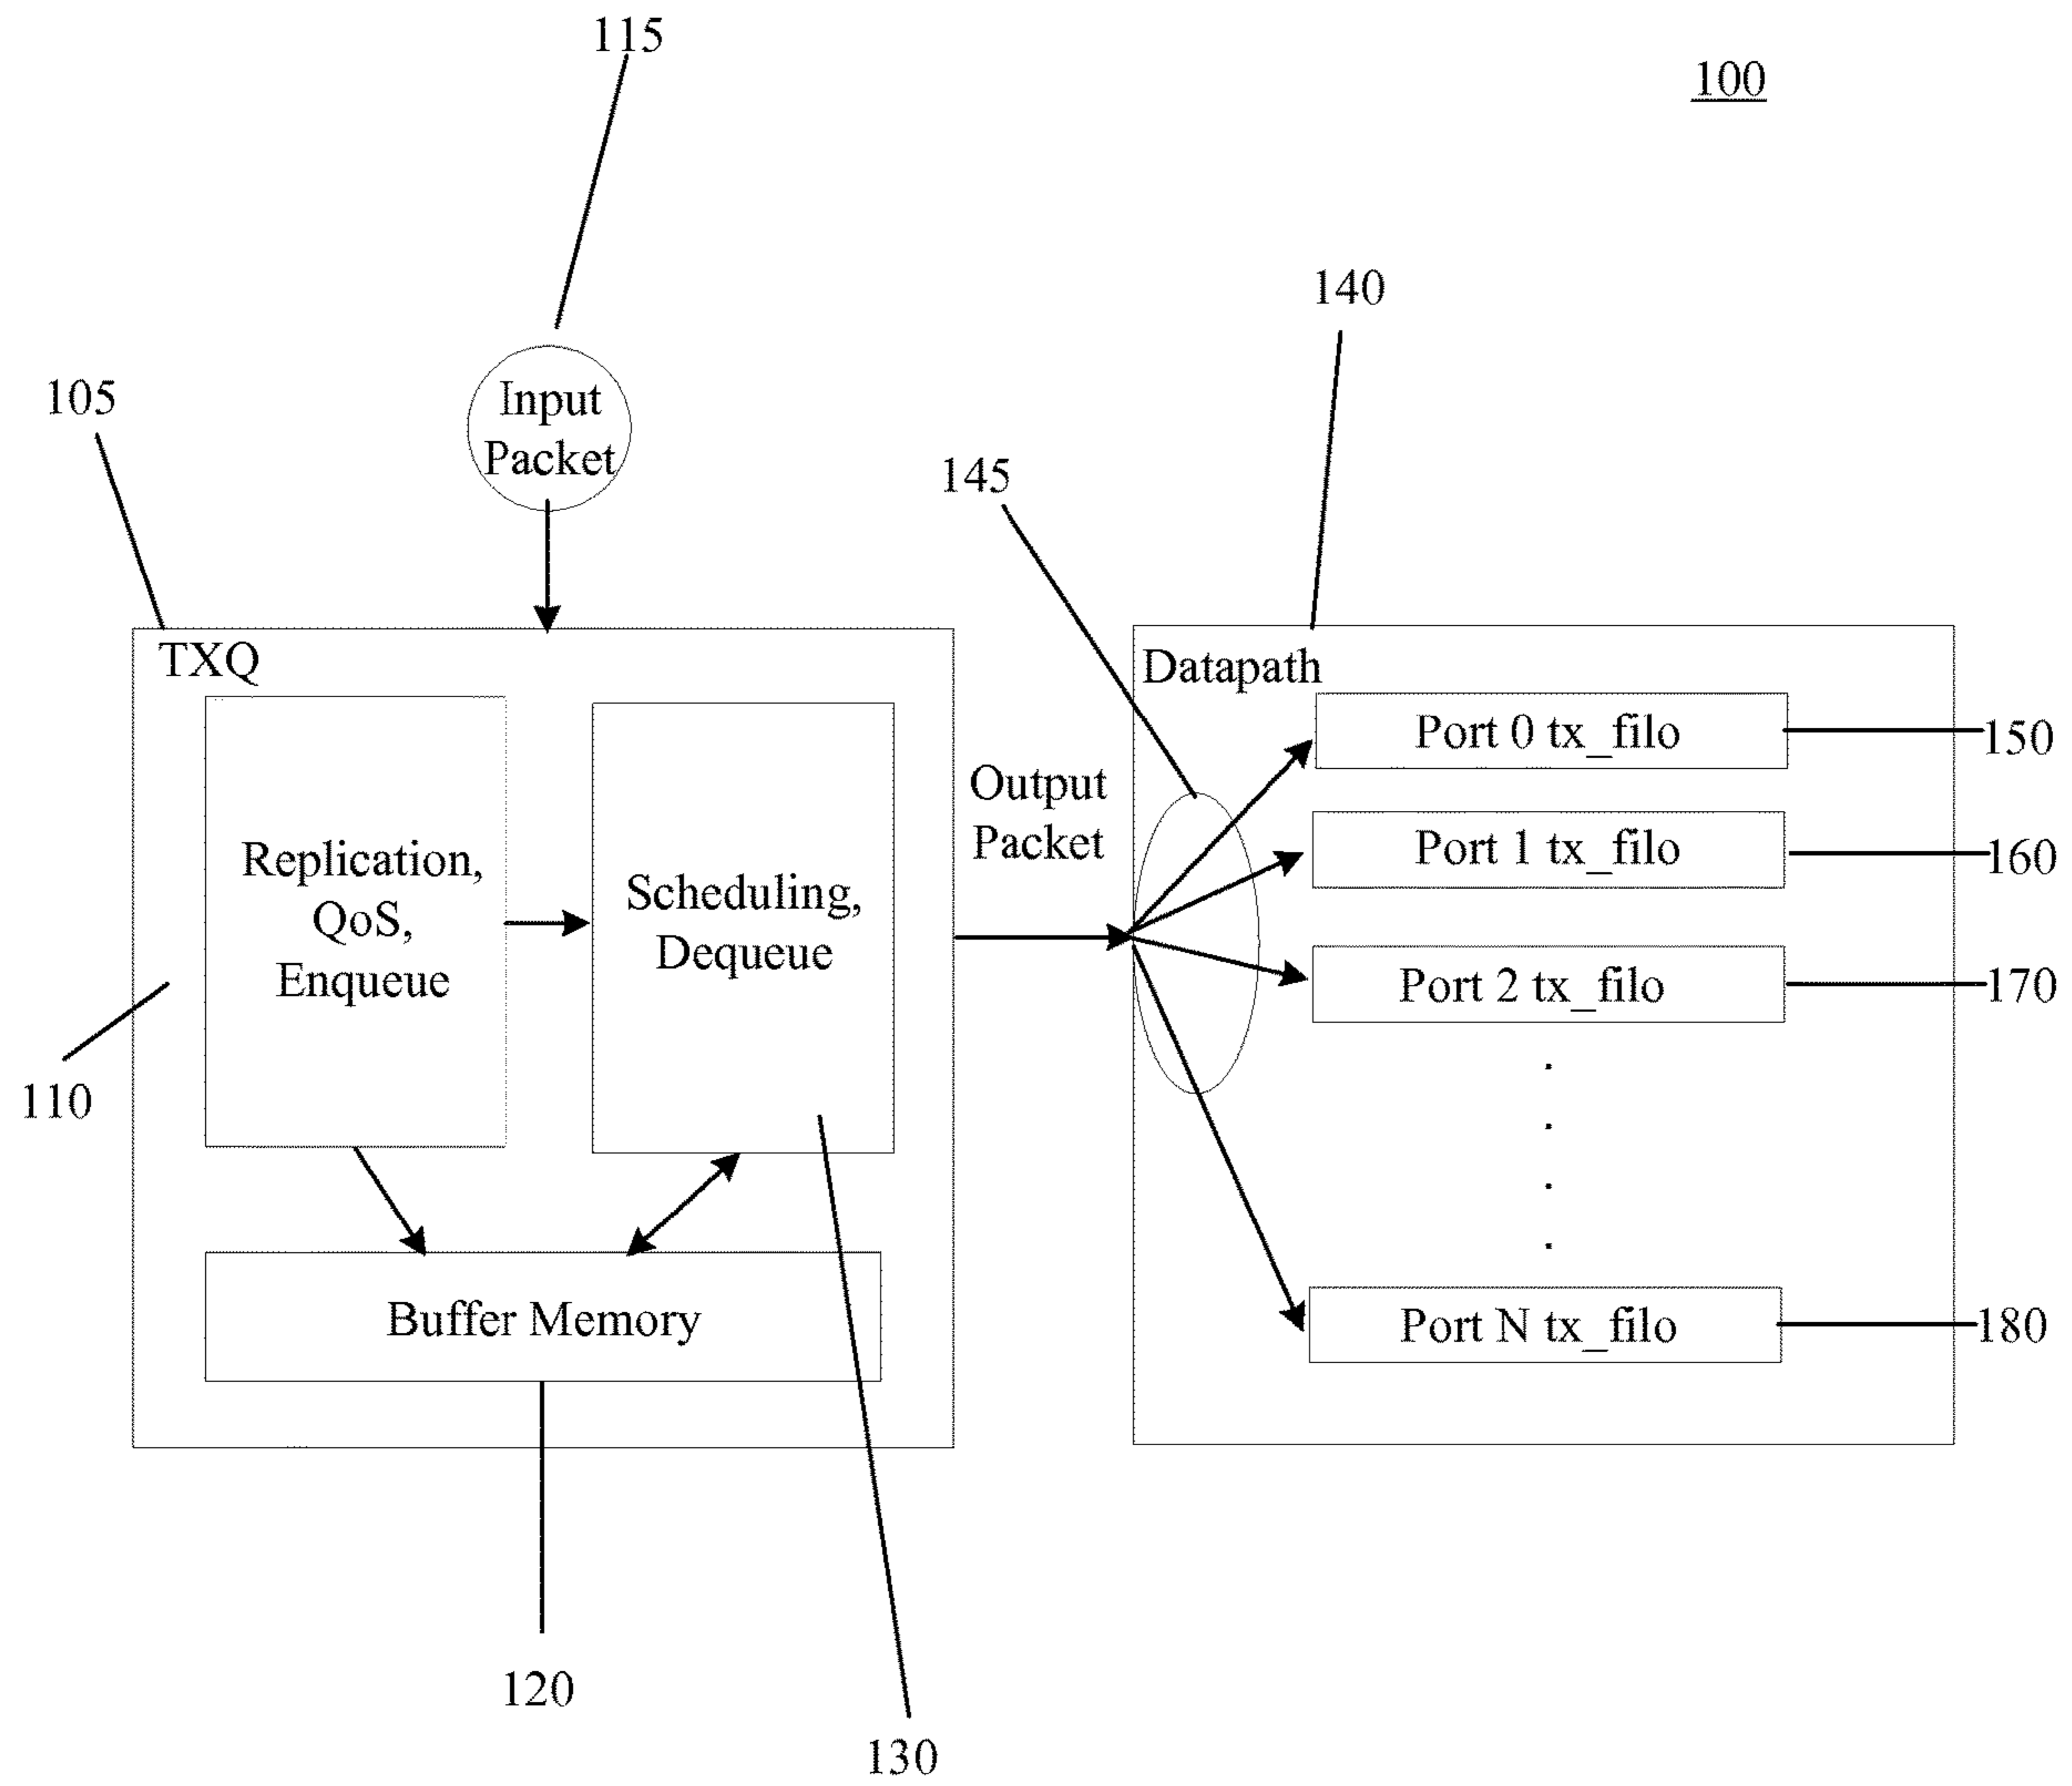 115
100
140
105
Input
Packet
145
TXQ
Datapath
Port 0 tx_filo
150
Output
Packet
Port 1 tx_filo
160
Replication,
QoS,
Enqueue
Scheduling,
Dequeue
Port 2 tx_filo
170
110
.
.
.
.
Buffer Memory
Port N tx_filo
180
120
130